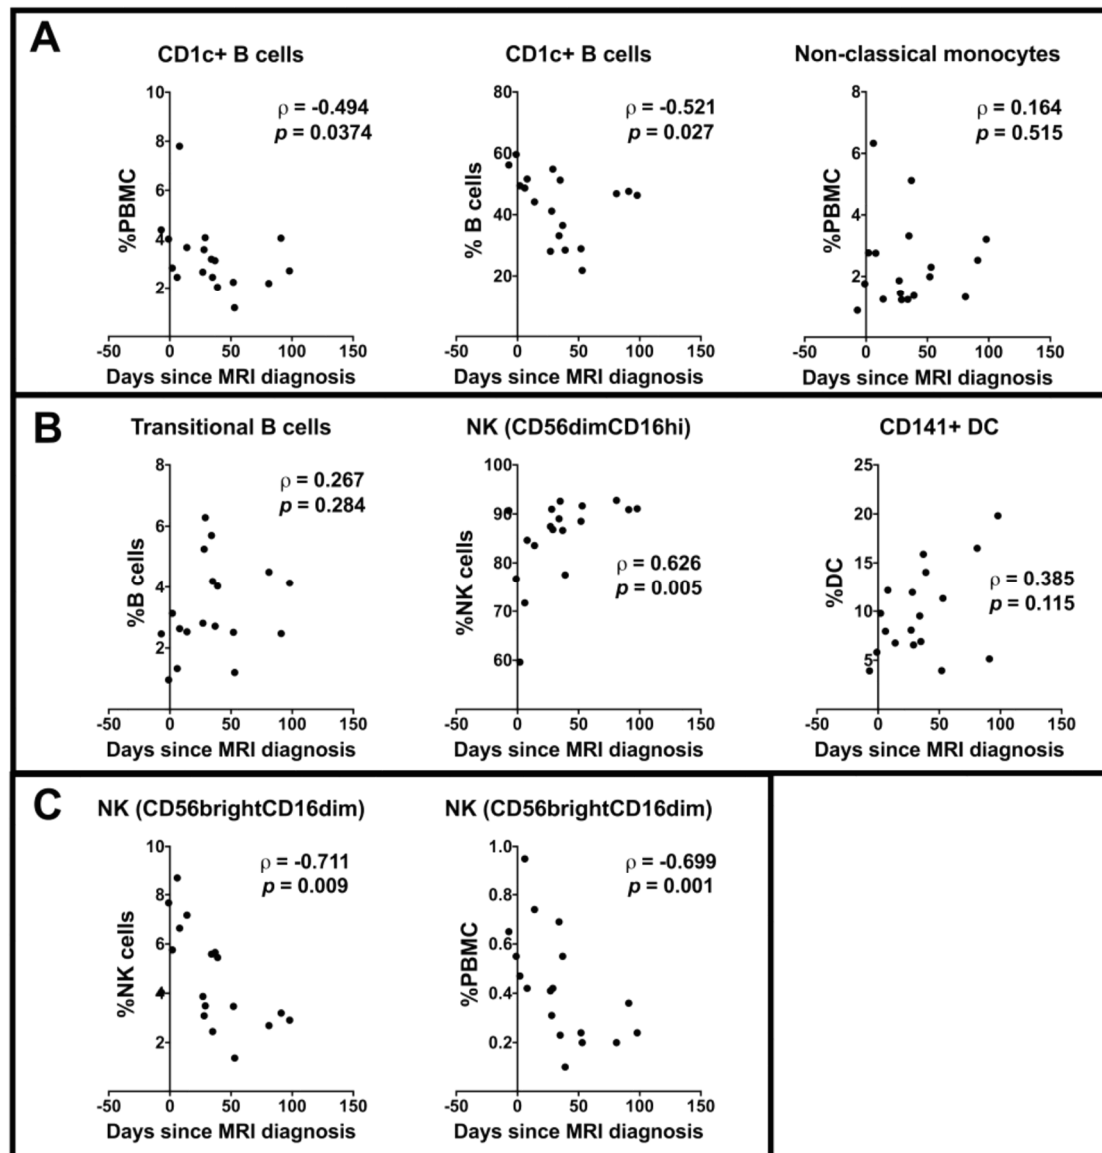 A
CD1c+ B cells
ρ = -0.494
p = 0.0374
%PBMC
10
8
6
4
2
-50 0 50 100 150
Days since MRI diagnosis
CD1c+ B cells
ρ = -0.521
p = 0.027
% B cells
80
60
40
20
-50 0 50 100 150
Days since MRI diagnosis
Non-classical monocytes
ρ = 0.164
p = 0.515
%PBMC
8
6
4
2
-50 0 50 100 150
Days since MRI diagnosis
B
Transitional B cells
ρ = 0.267
p = 0.284
%B cells
8
6
4
2
-50 0 50 100 150
Days since MRI diagnosis
NK (CD56dimCD16hi)
ρ = 0.626
p = 0.005
%NK cells
100
90
80
70
60
-50 0 50 100 150
Days since MRI diagnosis
CD141+ DC
ρ = 0.385
p = 0.115
%DC
25
20
15
10
5
-50 0 50 100 150
Days since MRI diagnosis
C
NK (CD56brightCD16dim)
ρ = -0.711
p = 0.009
%NK cells
10
8
6
4
2
-50 0 50 100 150
Days since MRI diagnosis
NK (CD56brightCD16dim)
ρ = -0.699
p = 0.001
%PBMC
1.0
0.8
0.6
0.4
0.2
-50 0 50 100 150
Days since MRI diagnosis